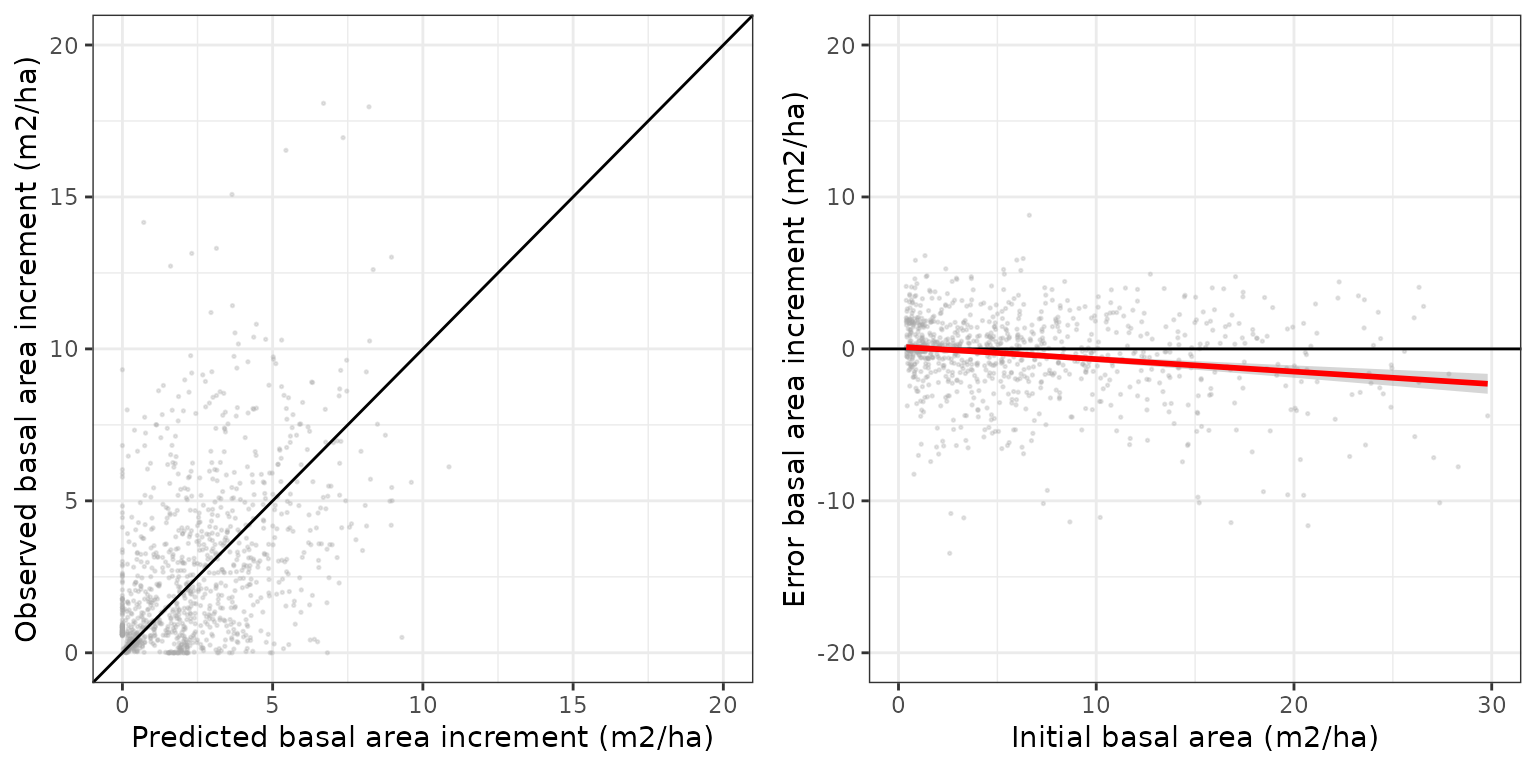 20
15
10
5
0
0 5 10 15 20
Observed basal area increment (m2/ha)
Predicted basal area increment (m2/ha)
20
10
0
-10
-20
0 10 20 30
Error basal area increment (m2/ha)
Initial basal area (m2/ha)